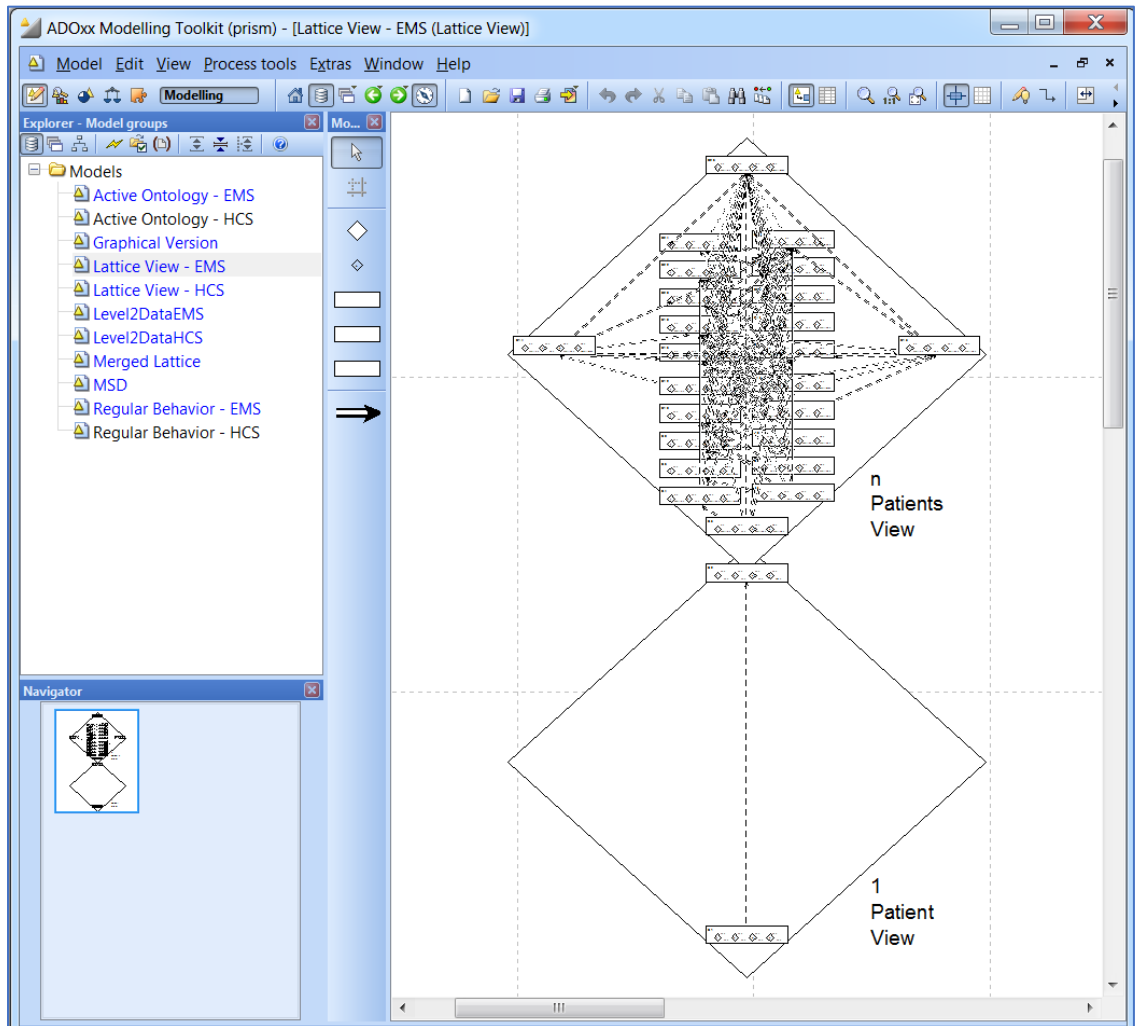 ADOxx Modelling Toolkit (prism) - [Lattice View - EMS (Lattice View)]
Model Edit View Process tools Extras Window Help
Modelling
Explorer - Model groups
Mo...
Models
Active Ontology - EMS
Active Ontology - HCS
Graphical Version
Lattice View - EMS
Lattice View - HCS
Level2DataEMS
Level2DataHCS
Merged Lattice
MSD
Regular Behavior - EMS
Regular Behavior - HCS
Navigator
n
Patients
View
1
Patient
View